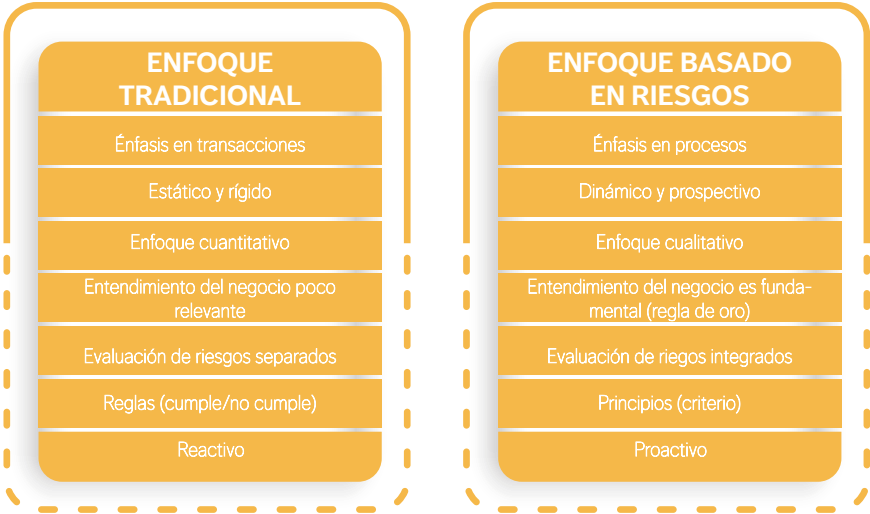 ENFOQUE
TRADICIONAL
Énfasis en transacciones
Estático y rígido
Enfoque cuantitativo
Entendimiento del negocio poco
relevante
Evaluación de riesgos separados
Reglas (cumple/no cumple)
Reactivo
ENFOQUE BASADO
EN RIESGOS
Énfasis en procesos
Dinámico y prospectivo
Enfoque cualitativo
Entendimiento del negocio es funda-
mental (regla de oro)
Evaluación de riegos integrados
Principios (criterio)
Proactivo